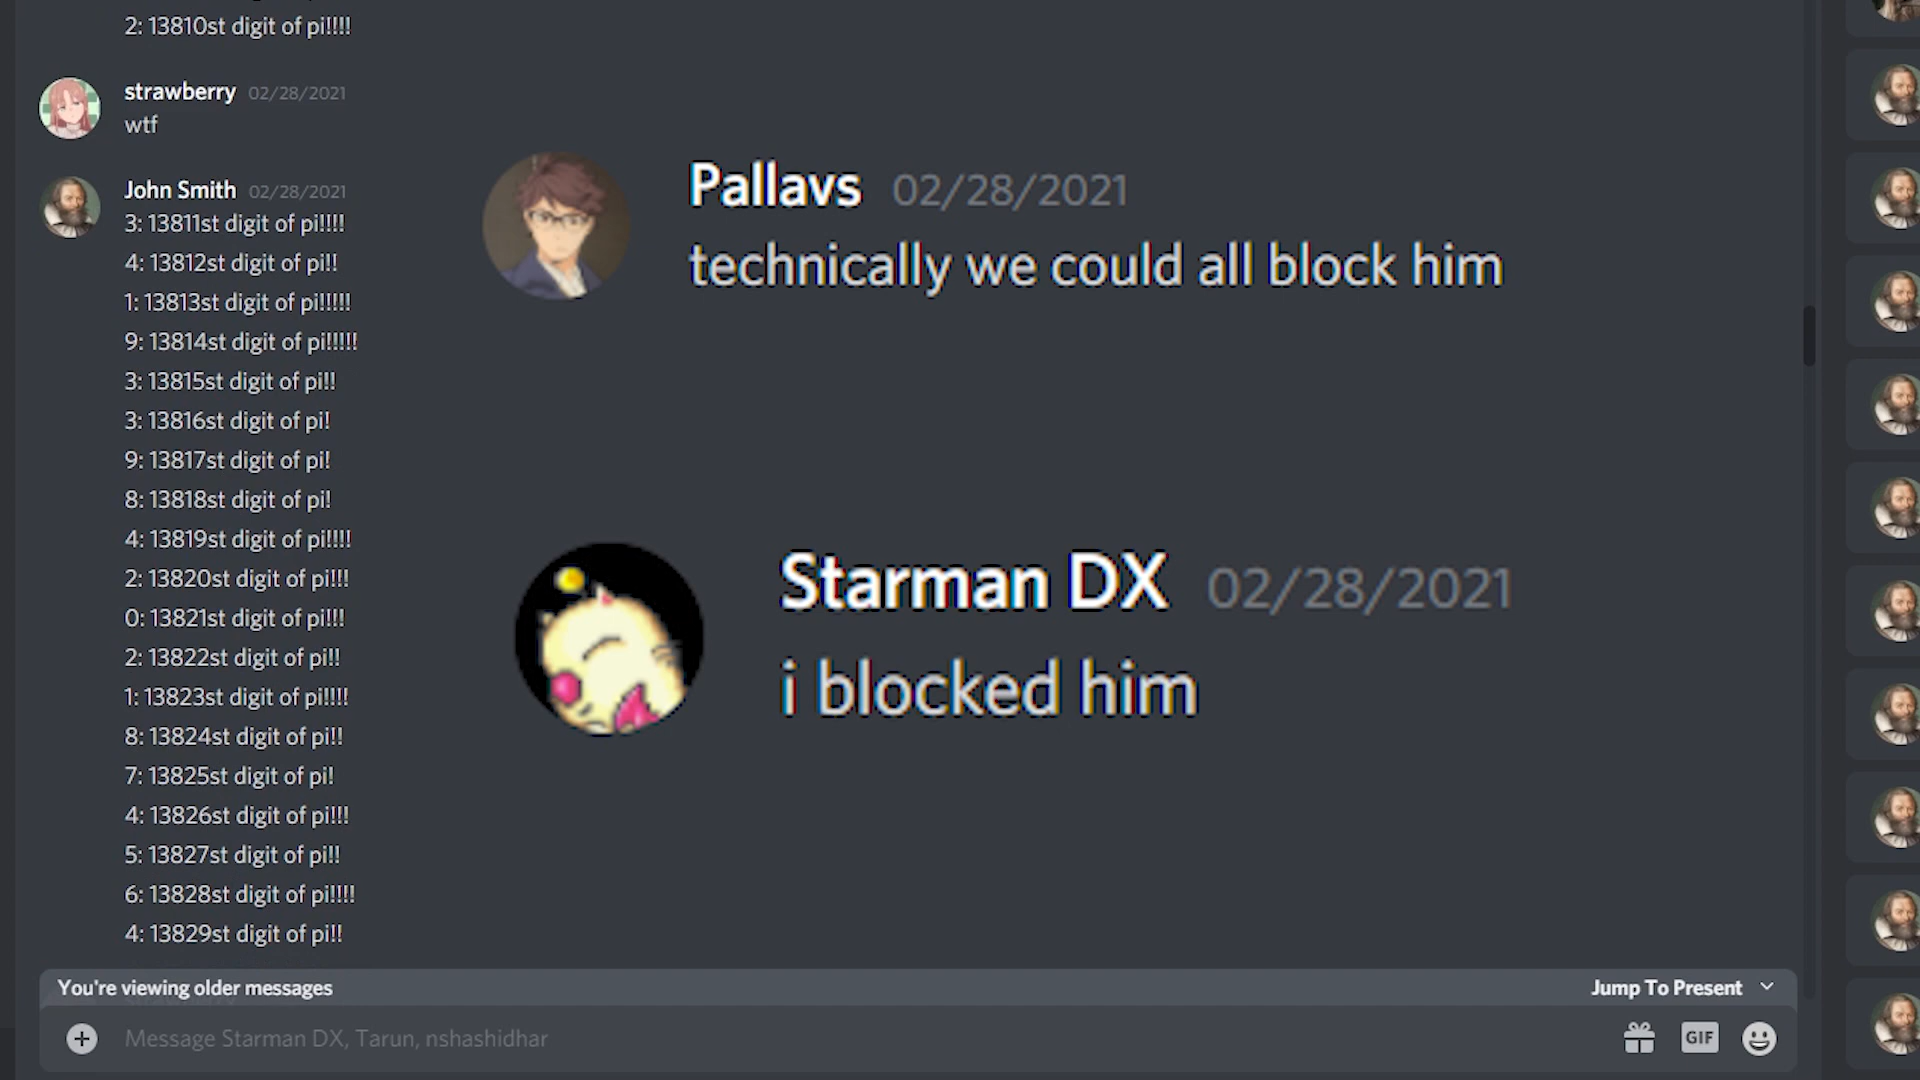 2: 13810st digit of pi!!!!
strawberry 02/28/2021
wtf
John Smith 02/28/2021
3: 13811st digit of pi!!!!
4: 13812st digit of pi!!
1: 13813st digit of pi!!!!!
9: 13814st digit of pi!!!!!
3: 13815st digit of pi!!
3: 13816st digit of pi!
9: 13817st digit of pi!
8: 13818st digit of pi!
4: 13819st digit of pi!!!!
2: 13820st digit of pi!!!
0: 13821st digit of pi!!!
2: 13822st digit of pi!!
1: 13823st digit of pi!!!!
8: 13824st digit of pi!!
7: 13825st digit of pi!
4: 13826st digit of pi!!!
5: 13827st digit of pi!!
6: 13828st digit of pi!!!!
4: 13829st digit of pi!!
Pallavs 02/28/2021
technically we could all block him
Starman DX 02/28/2021
i blocked him
You're viewing older messages
Jump To Present
Message Starman DX, Tarun, nshashidhar
GIF